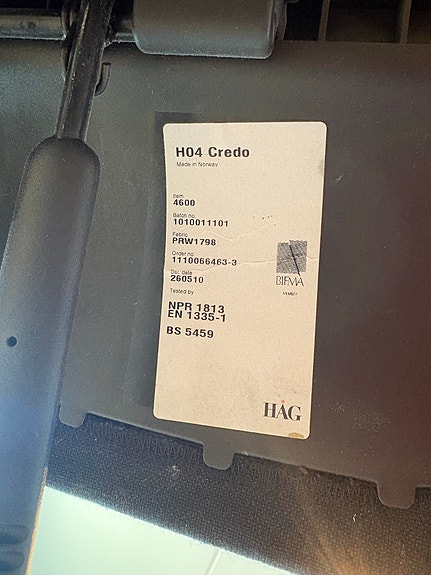 H04 Credo
Made in Norway
Item
4600
Batch no.
1010011101
Fabric
PRW1798
Order no
1110066463-3
Del. date
260510
Tested by
NPR 1813
EN 1335-1
BS 5459
BIFMA
HÅG